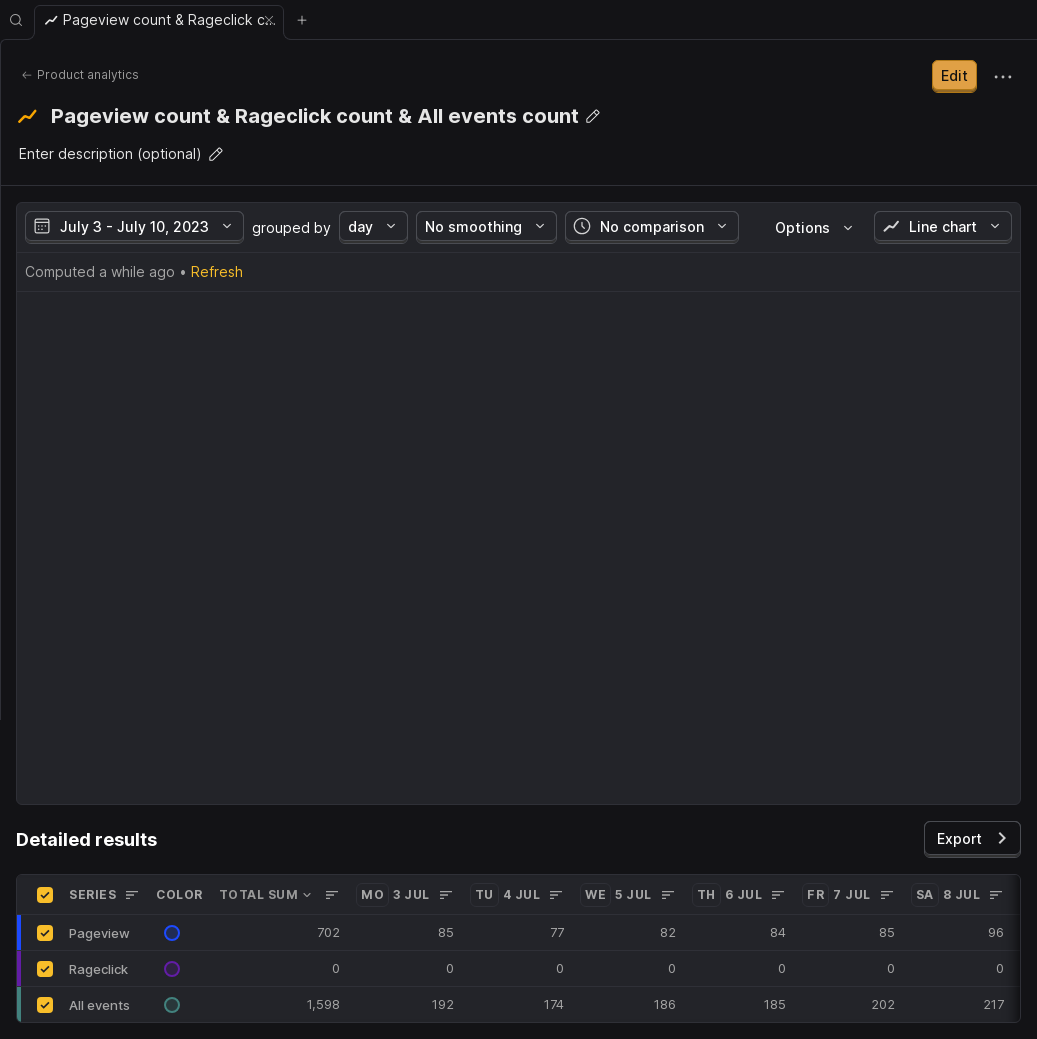 Pageview count & Rageclick c...
Product analytics
Edit
Pageview count & Rageclick count & All events count
Enter description (optional)
July 3 - July 10, 2023 grouped by day No smoothing No comparison Options Line chart
Computed a while ago • Refresh
Detailed results
Export
SERIES COLOR TOTAL SUM MO 3 JUL TU 4 JUL WE 5 JUL TH 6 JUL FR 7 JUL SA 8 JUL
Pageview 702 85 77 82 84 85 96
Rageclick 0 0 0 0 0 0 0
All events 1,598 192 174 186 185 202 217